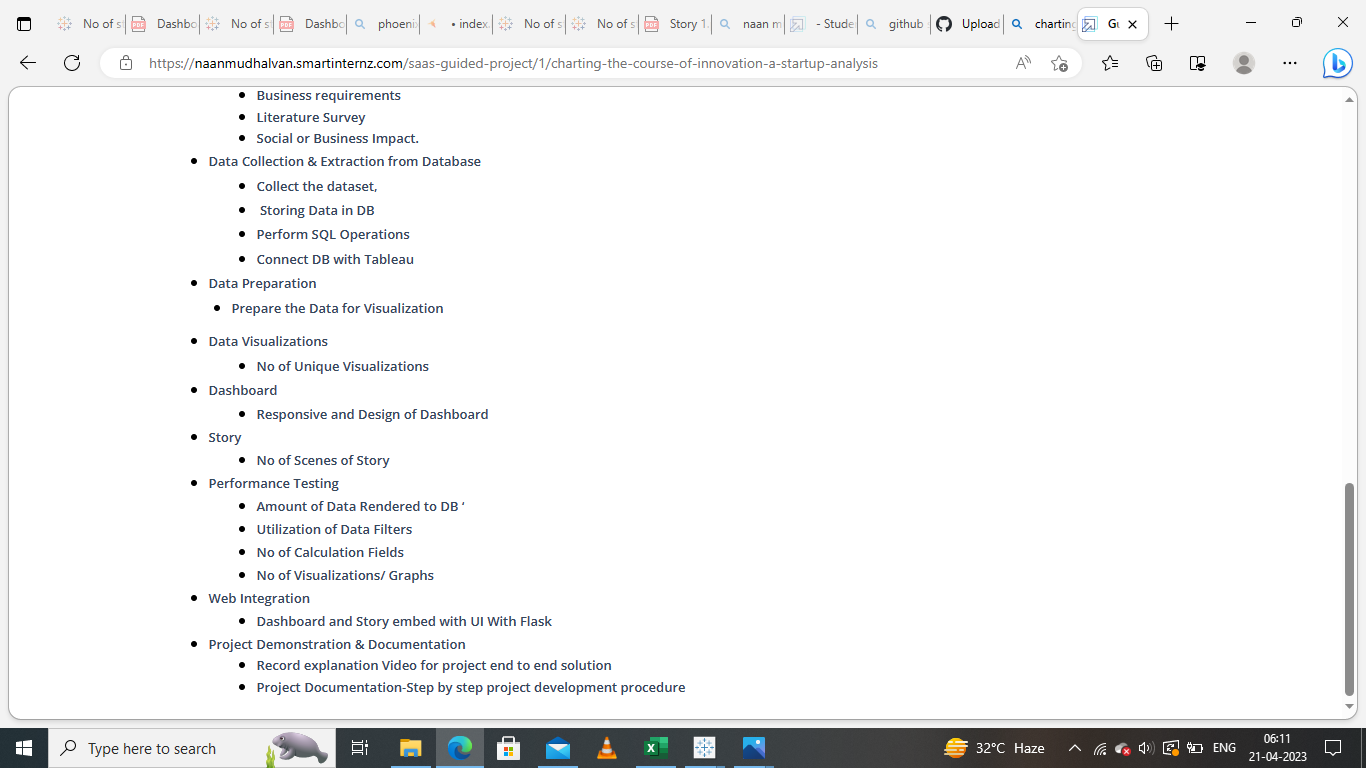 No of st
Dashbo
No of st
Dashbo
phoenix
• index.
No of s
No of s
Story 1.
naan m
- Stude
github
Upload
charting
Gu
https://naanmudhalvan.smartinternz.com/saas-guided-project/1/charting-the-course-of-innovation-a-startup-analysis
Business requirements
Literature Survey
Social or Business Impact.
Data Collection & Extraction from Database
Collect the dataset,
Storing Data in DB
Perform SQL Operations
Connect DB with Tableau
Data Preparation
Prepare the Data for Visualization
Data Visualizations
No of Unique Visualizations
Dashboard
Responsive and Design of Dashboard
Story
No of Scenes of Story
Performance Testing
Amount of Data Rendered to DB ‘
Utilization of Data Filters
No of Calculation Fields
No of Visualizations/ Graphs
Web Integration
Dashboard and Story embed with UI With Flask
Project Demonstration & Documentation
Record explanation Video for project end to end solution
Project Documentation-Step by step project development procedure
Type here to search
32°C Haze
ENG
06:11
21-04-2023